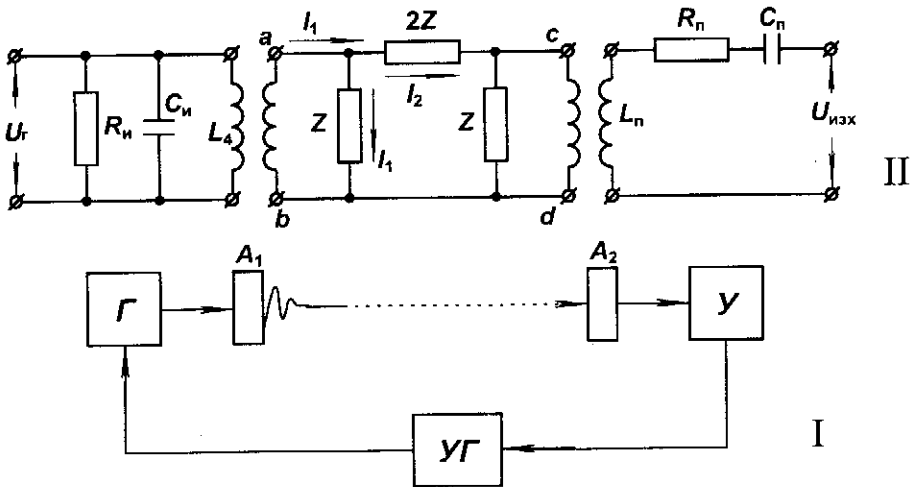 a I₁ 2Z c Rп Cп
Uг Rи Cи L₄ Z I₂ Z Lп Uизх II
I₁
b d
A₁ A₂
Г У
УГ I